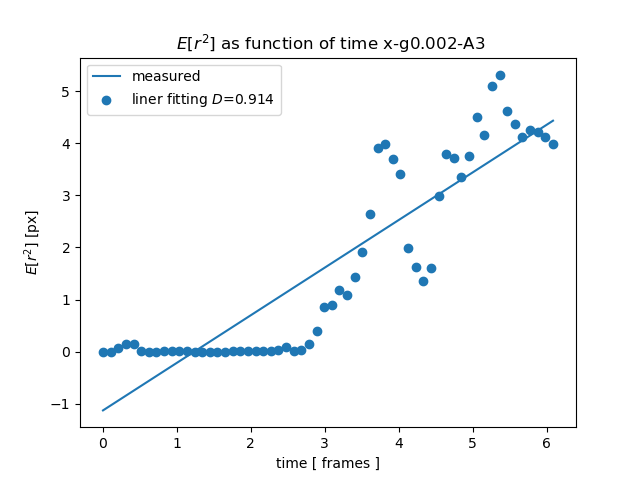 E[r²] as function of time x-g0.002-A3
measured
liner fitting D=0.914
E[r²] [px]
5
4
3
2
1
0
−1
0 1 2 3 4 5 6
time [ frames ]